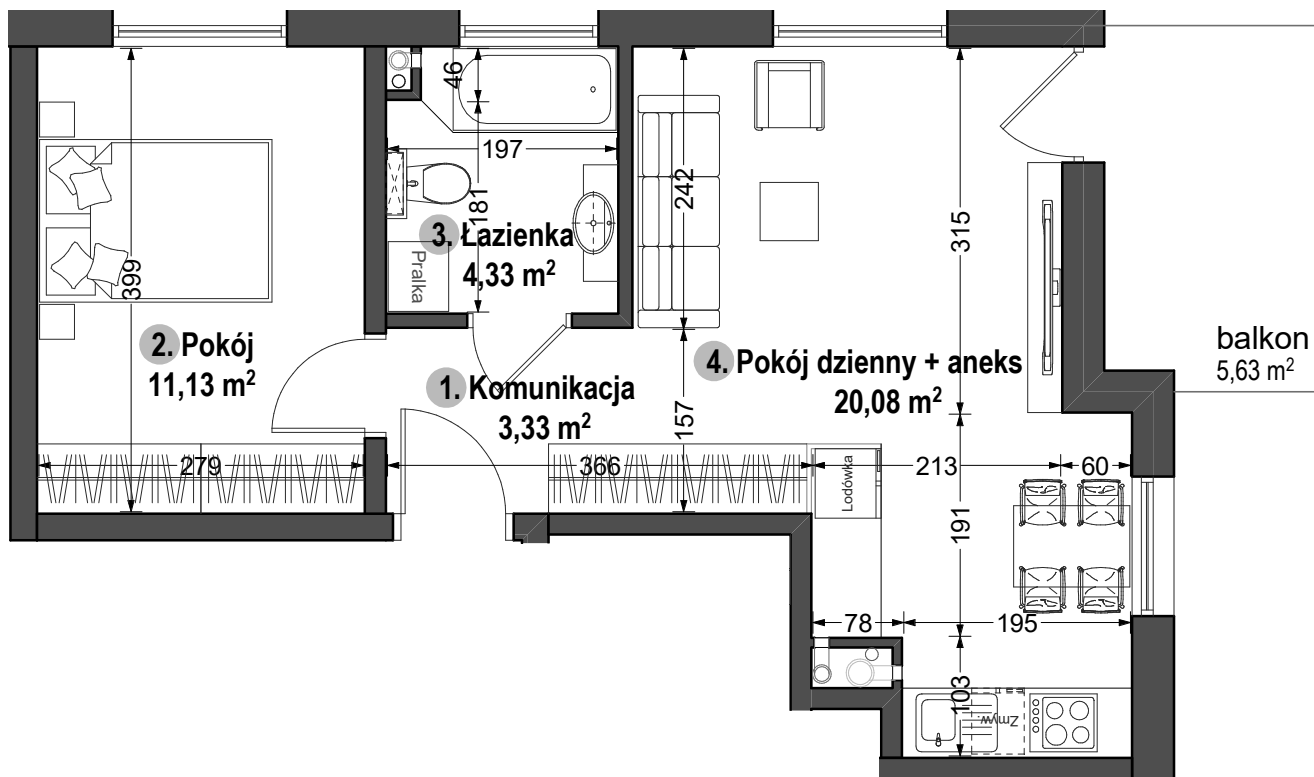 46
197
181
242
315
399
3. Łazienka
4,33 m²
Pralka
2. Pokój
11,13 m²
1. Komunikacja
3,33 m²
4. Pokój dzienny + aneks
20,08 m²
balkon
5,63 m²
157
279
366
Lodówka
213
60
191
78
195
103
Zmyw.